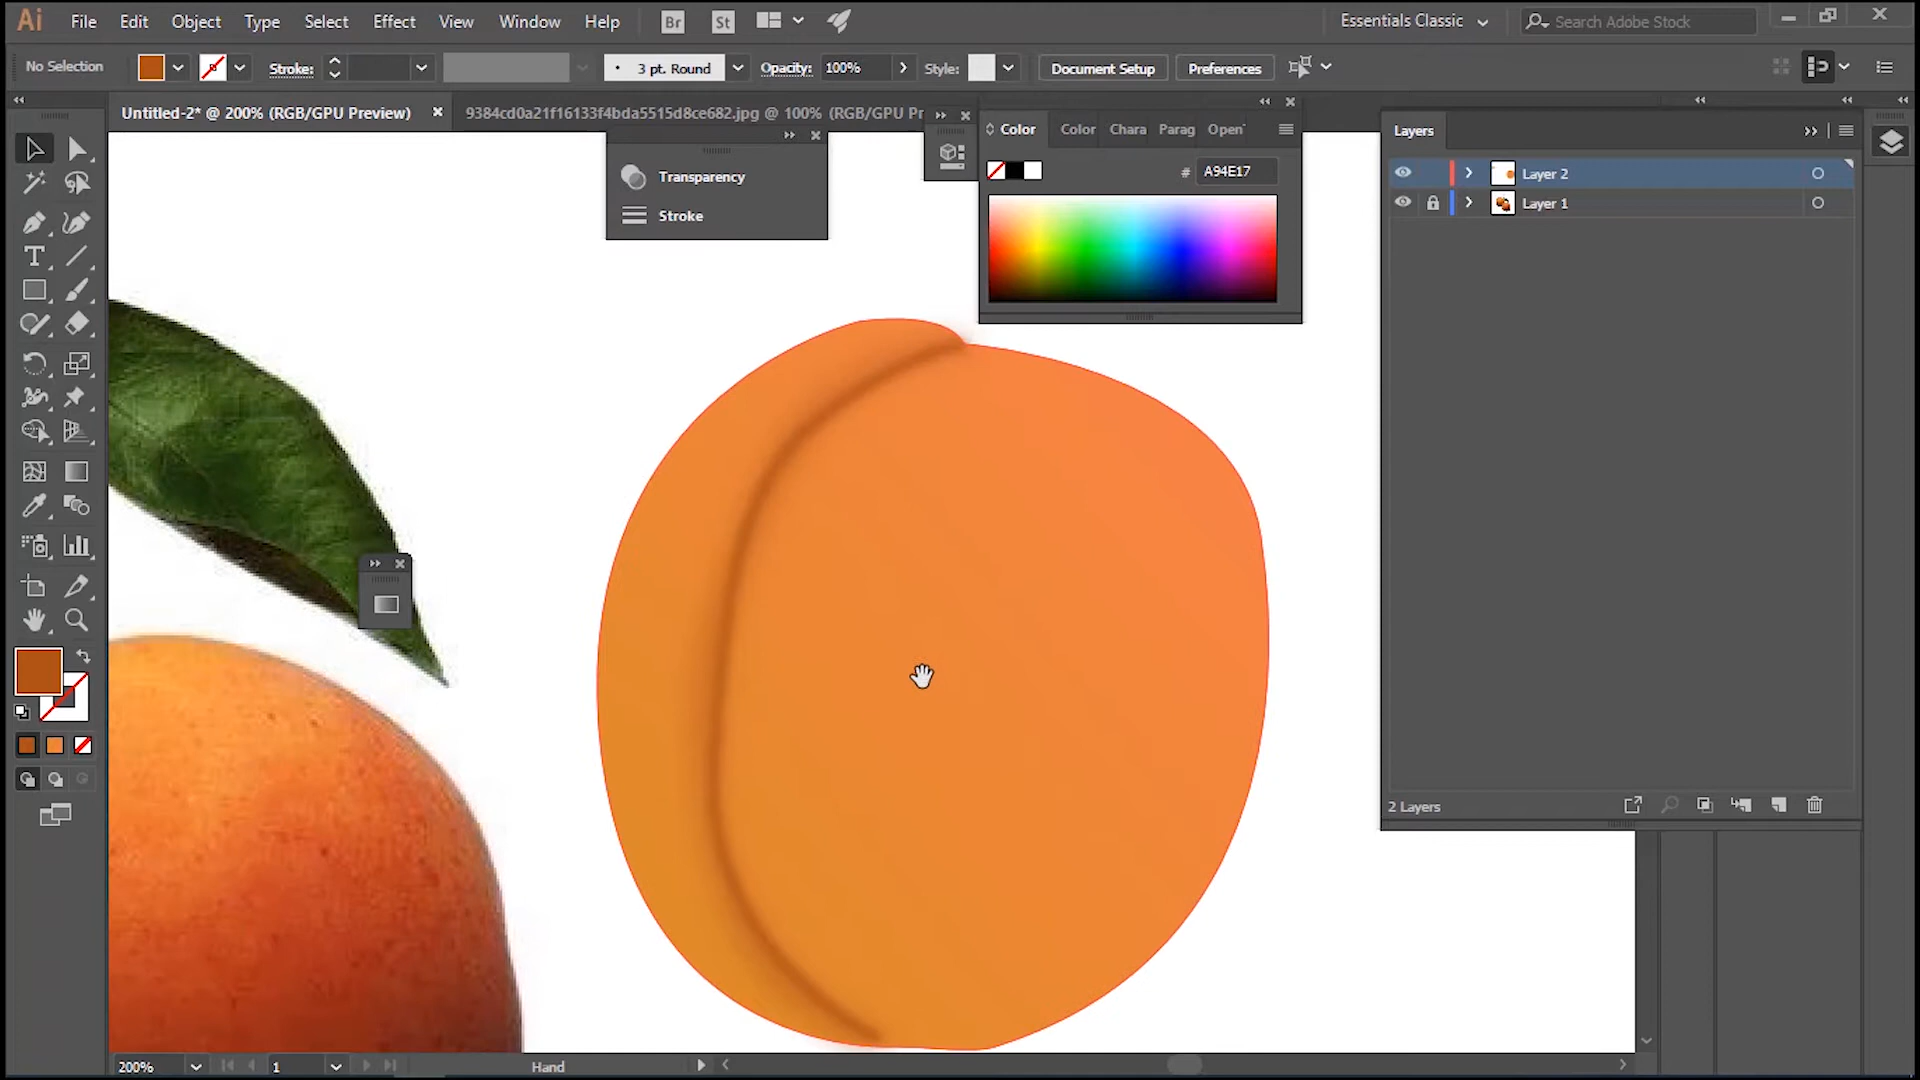 Ai File Edit Object Type Select Effect View Window Help Br St Essentials Classic Search Adobe Stock
No Selection Stroke: 3 pt. Round Opacity: 100% Style: Document Setup Preferences
Untitled-2* @ 200% (RGB/GPU Preview) 9384cd0a21f16133f4bda5515d8ce682.jpg @ 100% (RGB/GPU Pr
Color Color Chara Parag Open
Layers
# A94E17
Transparency
Stroke
Layer 2
Layer 1
2 Layers
200% 1 Hand